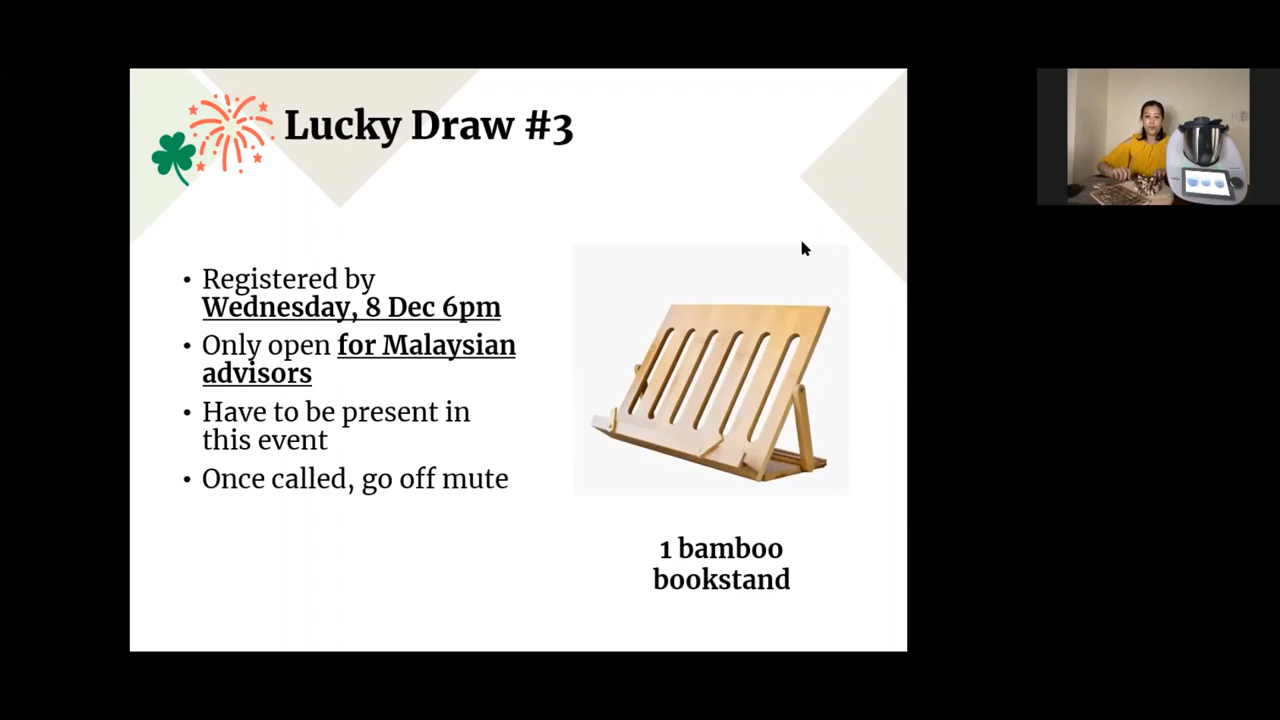 Lucky Draw #3
• Registered by
Wednesday, 8 Dec 6pm
• Only open for Malaysian
advisors
• Have to be present in
this event
• Once called, go off mute
1 bamboo
bookstand